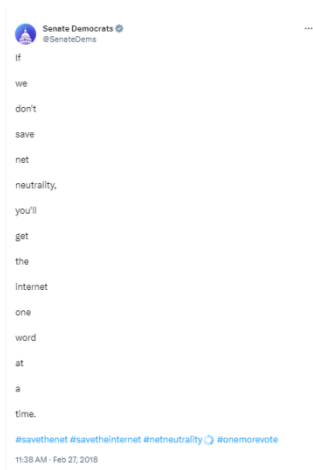 Senate Democrats
@SenateDems
If
we
don't
save
net
neutrality,
you'll
get
the
internet
one
word
at
a
time.
#savethenet #savetheinternet #netneutrality #onemorevote
11:38 AM · Feb 27, 2018